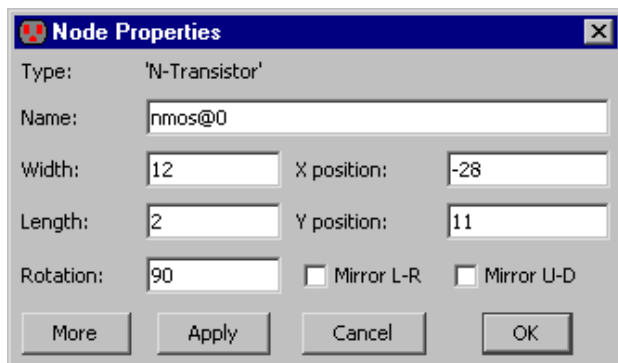 Node Properties
Type: 'N-Transistor'
Name: nmos@0
Width: 12 X position: -28
Length: 2 Y position: 11
Rotation: 90 Mirror L-R Mirror U-D
More Apply Cancel OK